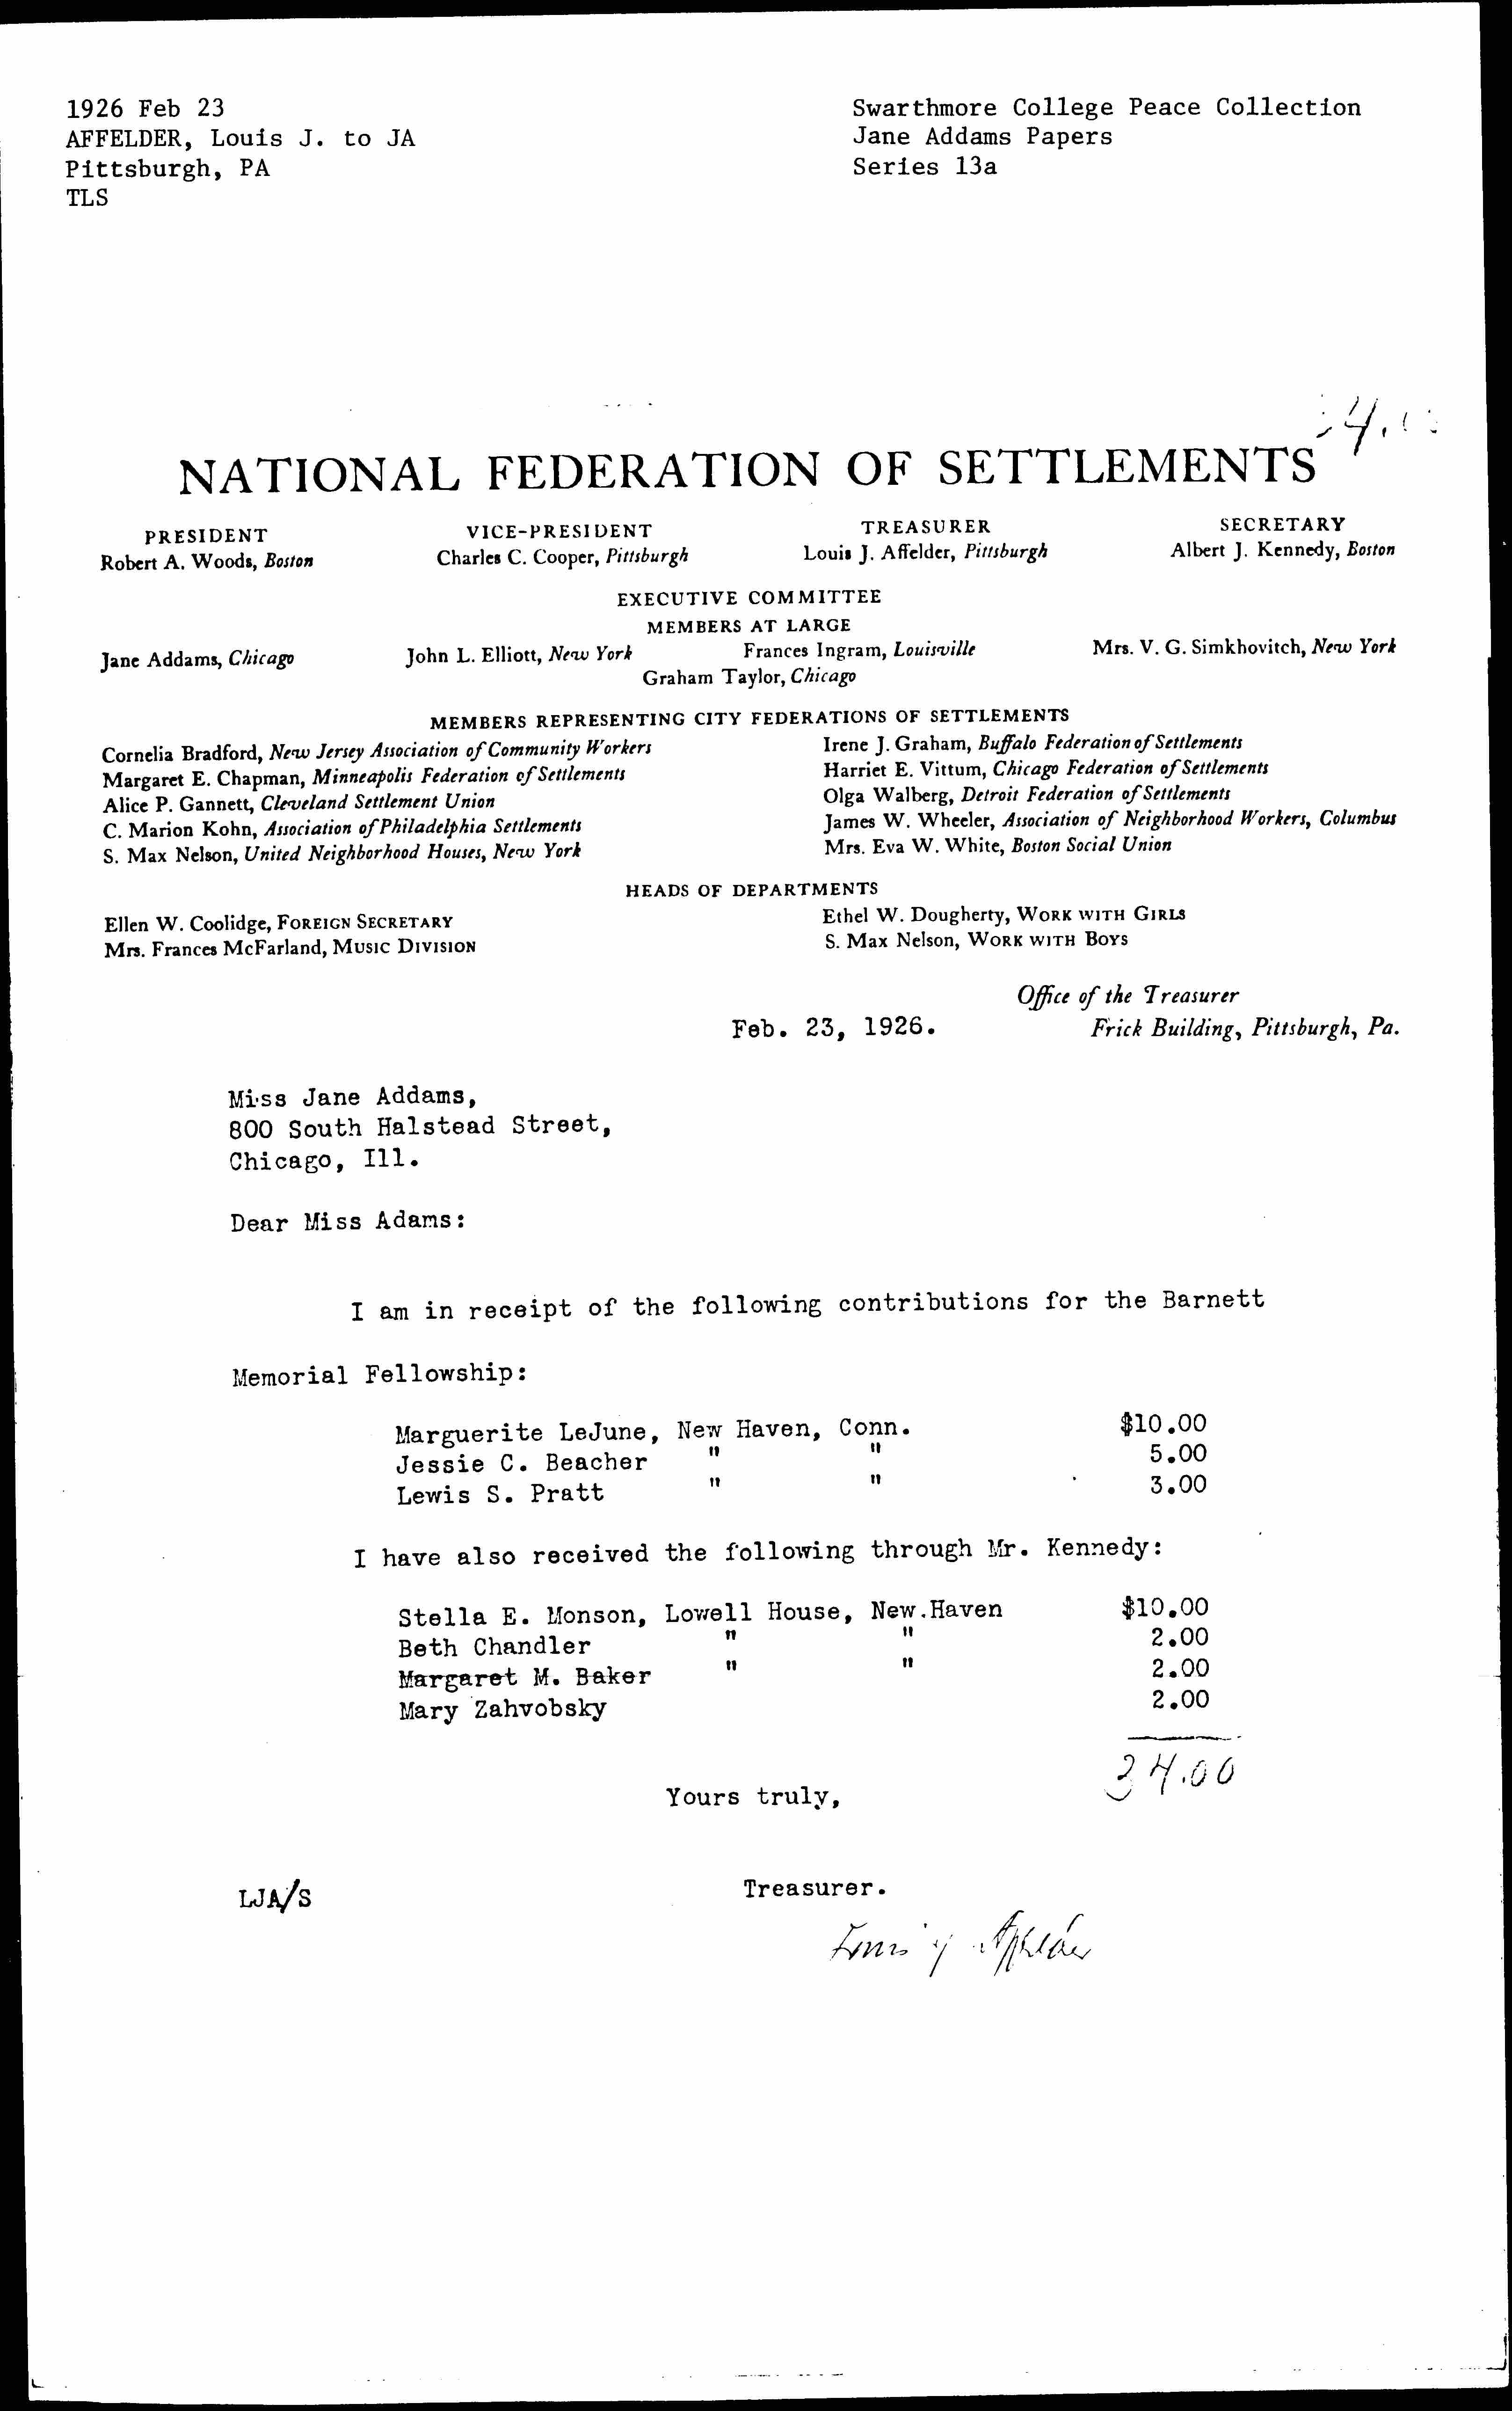 1926 Feb 23
AFFELDER, Louis J. to JA
Pittsburgh, PA
TLS
Swarthmore College Peace Collection
Jane Addams Papers
Series 13a
NATIONAL FEDERATION OF SETTLEMENTS
PRESIDENT
Robert A. Woods, Boston
VICE-PRESIDENT
Charles C. Cooper, Pittsburgh
TREASURER
Louis J. Affelder, Pittsburgh
SECRETARY
Albert J. Kennedy, Boston
EXECUTIVE COMMITTEE
MEMBERS AT LARGE
Jane Addams, Chicago John L. Elliott, New York Frances Ingram, Louisville Mrs. V. G. Simkhovitch, New York
Graham Taylor, Chicago
MEMBERS REPRESENTING CITY FEDERATIONS OF SETTLEMENTS
Cornelia Bradford, New Jersey Association of Community Workers
Margaret E. Chapman, Minneapolis Federation of Settlements
Alice P. Gannett, Cleveland Settlement Union
C. Marion Kohn, Association of Philadelphia Settlements
S. Max Nelson, United Neighborhood Houses, New York
Irene J. Graham, Buffalo Federation of Settlements
Harriet E. Vittum, Chicago Federation of Settlements
Olga Walberg, Detroit Federation of Settlements
James W. Wheeler, Association of Neighborhood Workers, Columbus
Mrs. Eva W. White, Boston Social Union
HEADS OF DEPARTMENTS
Ellen W. Coolidge, FOREIGN SECRETARY
Mrs. Frances McFarland, MUSIC DIVISION
Ethel W. Dougherty, WORK WITH GIRLS
S. Max Nelson, WORK WITH BOYS
Office of the Treasurer
Feb. 23, 1926. Frick Building, Pittsburgh, Pa.
Miss Jane Addams,
800 South Halstead Street,
Chicago, Ill.
Dear Miss Adams:
I am in receipt of the following contributions for the Barnett
Memorial Fellowship:
Marguerite LeJune, New Haven, Conn. $10.00
Jessie C. Beacher " " 5.00
Lewis S. Pratt " " 3.00
I have also received the following through Mr. Kennedy:
Stella E. Monson, Lowell House, New.Haven $10.00
Beth Chandler " " 2.00
Margaret M. Baker " " 2.00
Mary Zahvobsky 2.00
34.00
Yours truly,
LJA/S Treasurer.
Louis J Affelder